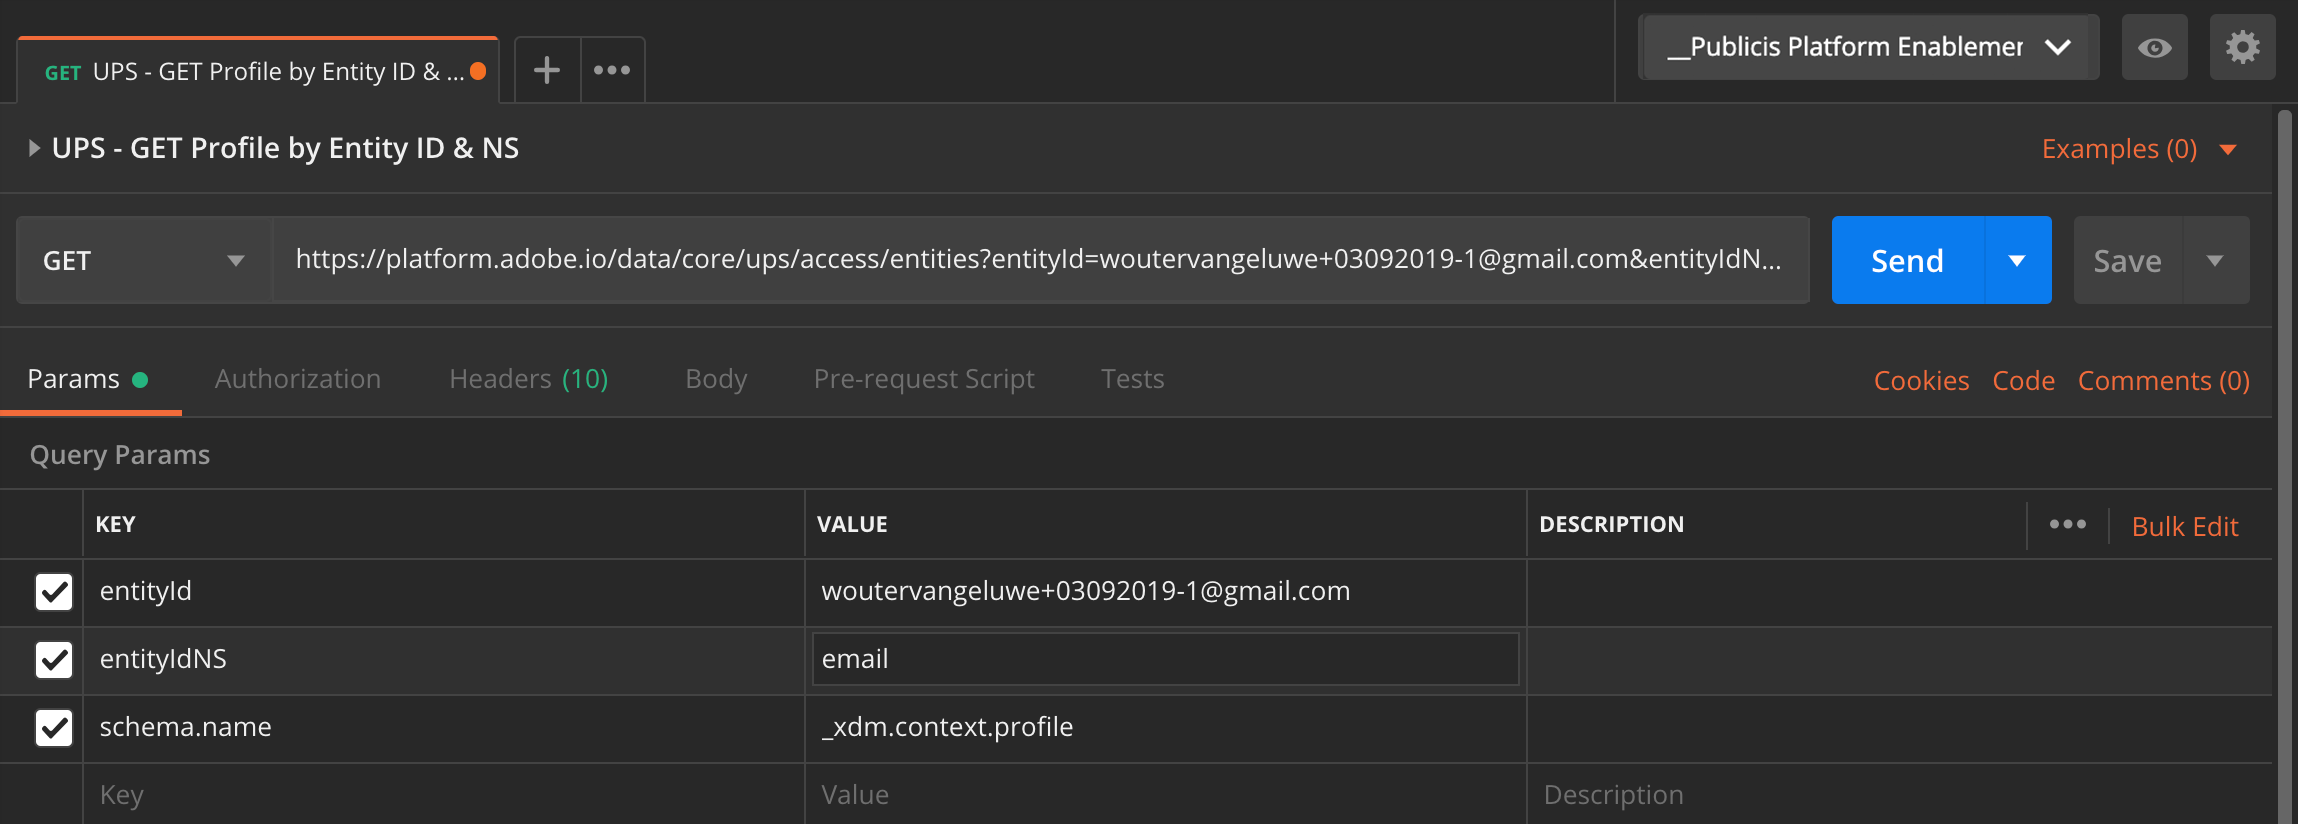 GET UPS - GET Profile by Entity ID & ...
__Publicis Platform Enablemer
UPS - GET Profile by Entity ID & NS
Examples (0)
GET
https://platform.adobe.io/data/core/ups/access/entities?entityId=woutervangeluwe+03092019-1@gmail.com&entityIdN...
Send
Save
Params
Authorization
Headers (10)
Body
Pre-request Script
Tests
Cookies
Code
Comments (0)
Query Params
KEY
VALUE
DESCRIPTION
Bulk Edit
entityId
woutervangeluwe+03092019-1@gmail.com
entityIdNS
email
schema.name
_xdm.context.profile
Key
Value
Description